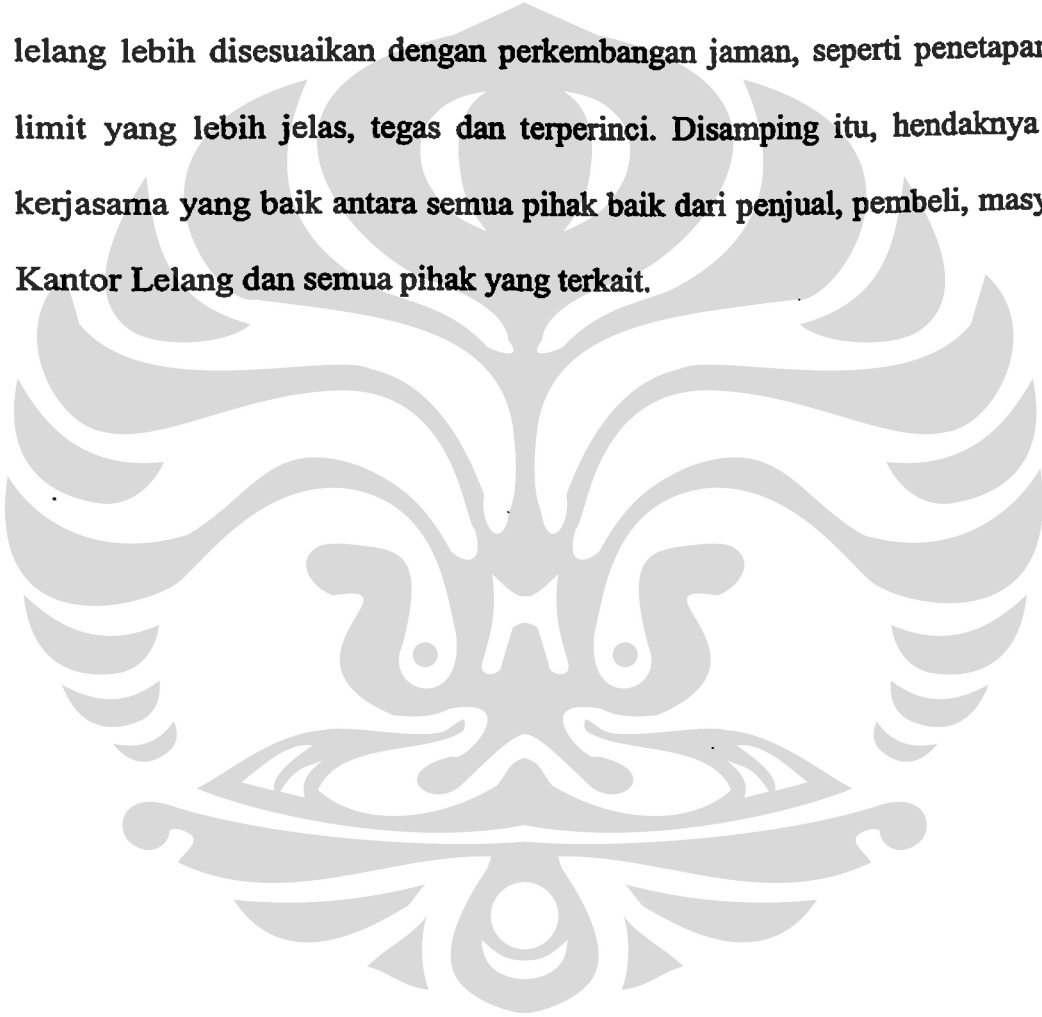 lelang lebih disesuaikan dengan perkembangan jaman, seperti penetapan
limit yang lebih jelas, tegas dan terperinci. Disamping itu, hendaknya
kerjasama yang baik antara semua pihak baik dari penjual, pembeli,
Kantor Lelang dan semua pihak yang terkait.